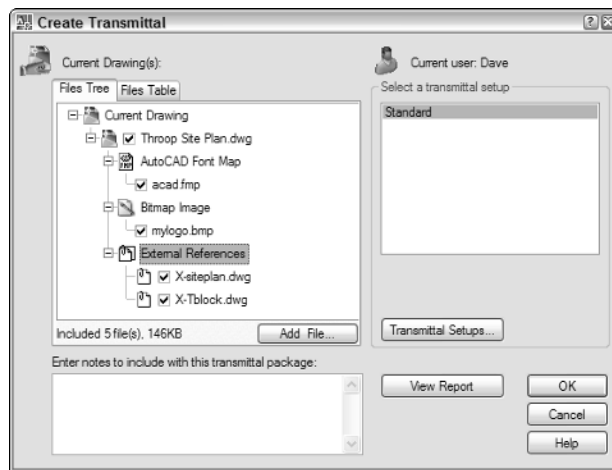 Create Transmittal
Current Drawing(s):
Files Tree
Files Table
Current Drawing
Throop Site Plan.dwg
AutoCAD Font Map
acad.fmp
Bitmap Image
mylogo.bmp
External References
X-siteplan.dwg
X-Tblock.dwg
Included 5 file(s), 146KB
Add File...
Enter notes to include with this transmittal package:
Current user: Dave
Select a transmittal setup
Standard
Transmittal Setups...
View Report
OK
Cancel
Help